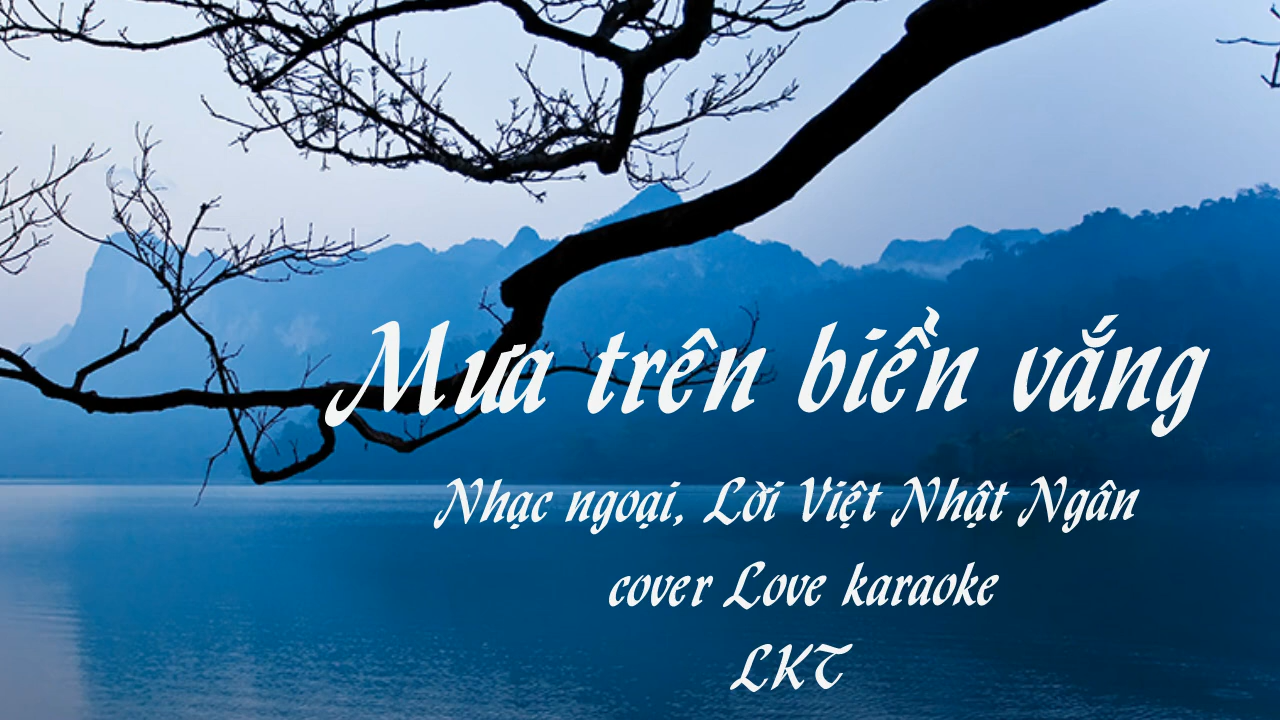 Mưa trên biển vắng
Nhạc ngoại, Lời Việt Nhật Ngân
cover Love karaoke
LKT